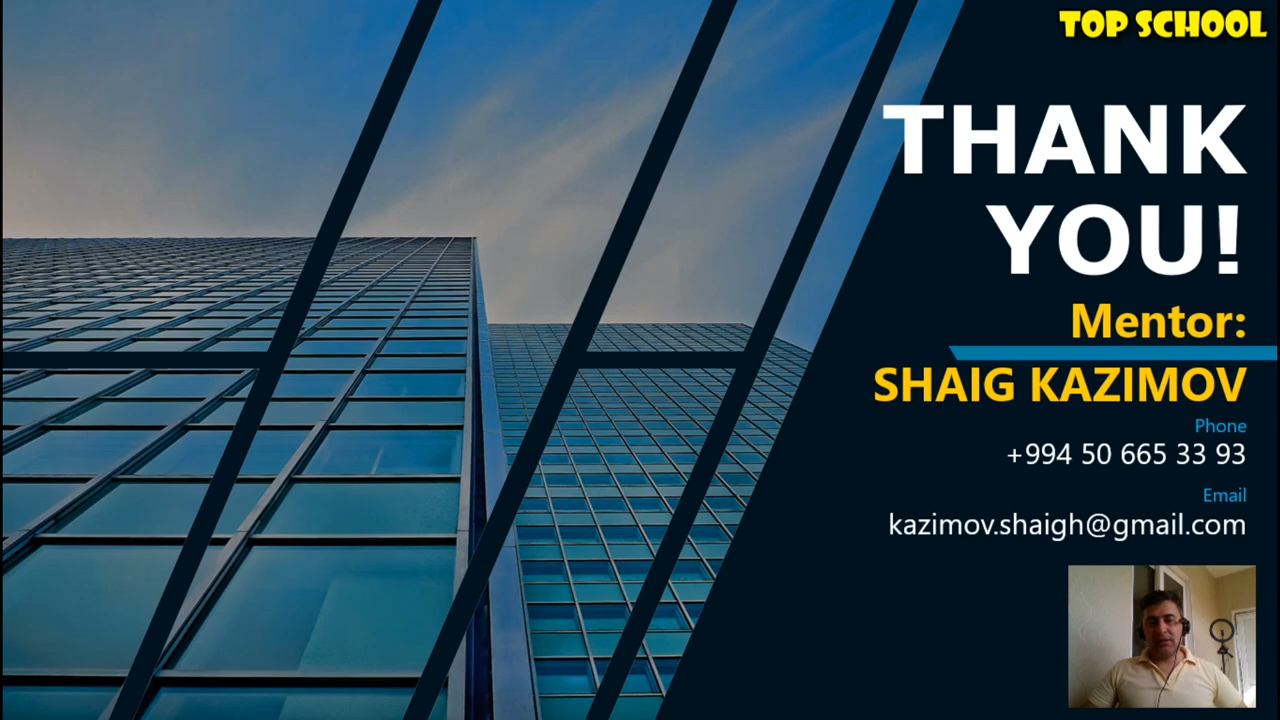 TOP SCHOOL
THANK
YOU!
Mentor:
SHAIG KAZIMOV
Phone
+994 50 665 33 93
Email
kazimov.shaigh@gmail.com